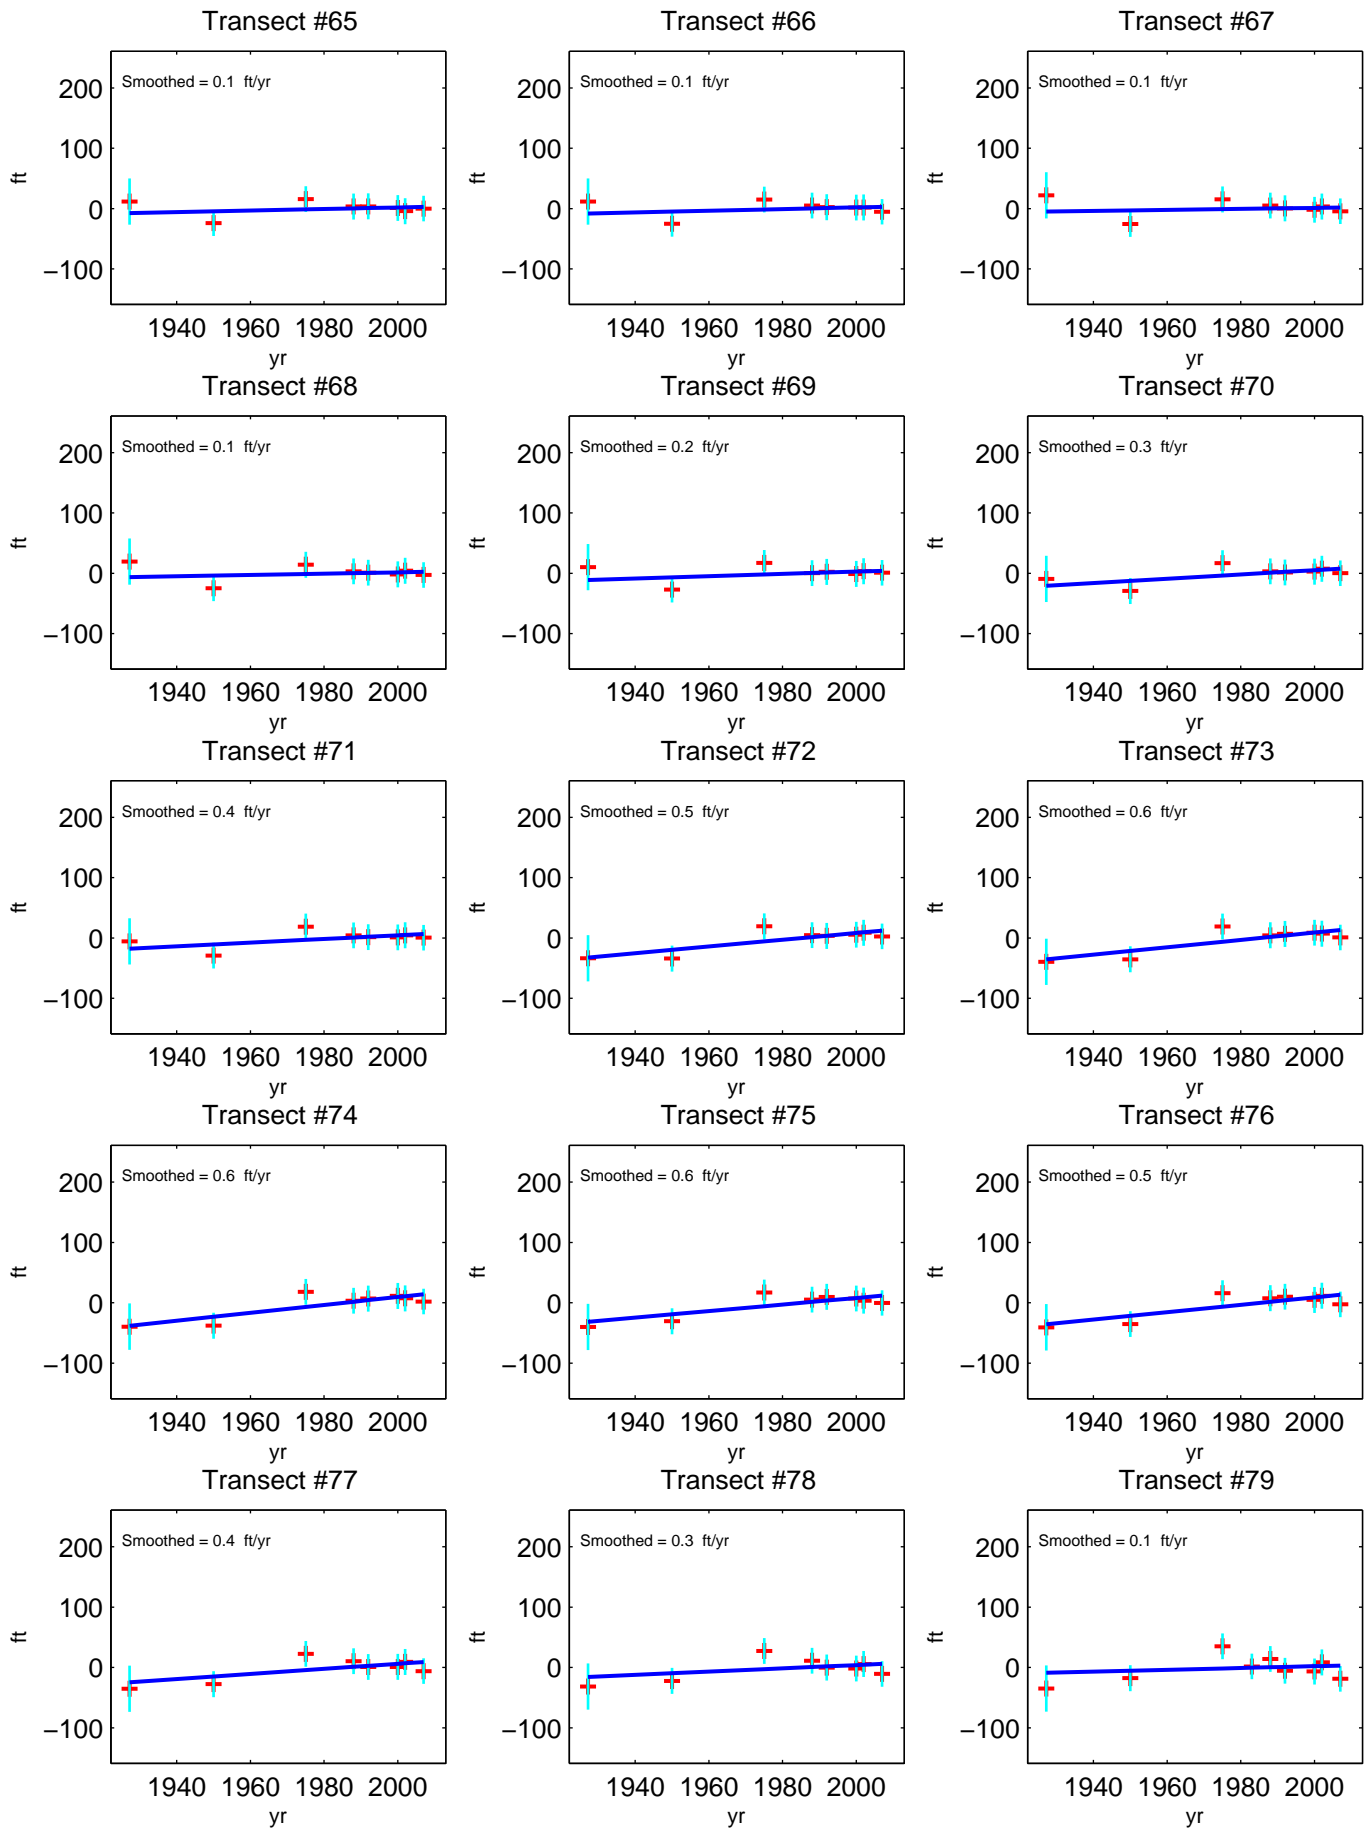 Transect #65
Transect #66
Transect #67
Smoothed = 0.1 ft/yr
Smoothed = 0.1 ft/yr
Smoothed = 0.1 ft/yr
200
100
0
−100
ft
200
100
0
−100
ft
200
100
0
−100
ft
1940 1960 1980 2000
1940 1960 1980 2000
1940 1960 1980 2000
yr
yr
yr
Transect #68
Transect #69
Transect #70
Smoothed = 0.1 ft/yr
Smoothed = 0.2 ft/yr
Smoothed = 0.3 ft/yr
200
100
0
−100
ft
200
100
0
−100
ft
200
100
0
−100
ft
1940 1960 1980 2000
1940 1960 1980 2000
1940 1960 1980 2000
yr
yr
yr
Transect #71
Transect #72
Transect #73
Smoothed = 0.4 ft/yr
Smoothed = 0.5 ft/yr
Smoothed = 0.6 ft/yr
200
100
0
−100
ft
200
100
0
−100
ft
200
100
0
−100
ft
1940 1960 1980 2000
1940 1960 1980 2000
1940 1960 1980 2000
yr
yr
yr
Transect #74
Transect #75
Transect #76
Smoothed = 0.6 ft/yr
Smoothed = 0.6 ft/yr
Smoothed = 0.5 ft/yr
200
100
0
−100
ft
200
100
0
−100
ft
200
100
0
−100
ft
1940 1960 1980 2000
1940 1960 1980 2000
1940 1960 1980 2000
yr
yr
yr
Transect #77
Transect #78
Transect #79
Smoothed = 0.4 ft/yr
Smoothed = 0.3 ft/yr
Smoothed = 0.1 ft/yr
200
100
0
−100
ft
200
100
0
−100
ft
200
100
0
−100
ft
1940 1960 1980 2000
1940 1960 1980 2000
1940 1960 1980 2000
yr
yr
yr